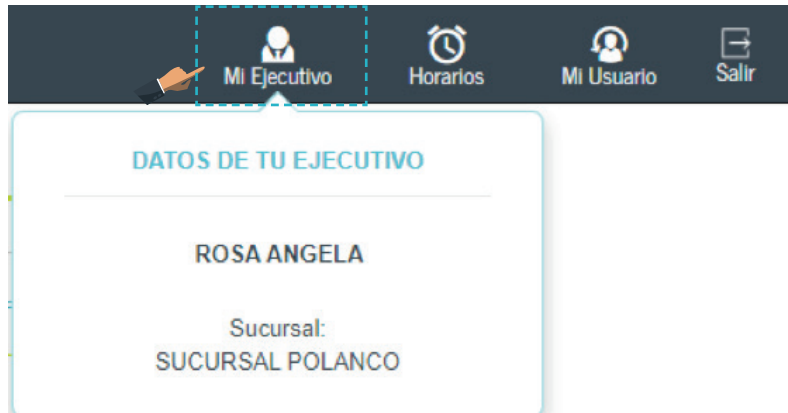 Mi Ejecutivo
Horarios
Mi Usuario
Salir
DATOS DE TU EJECUTIVO
ROSA ANGELA
Sucursal:
SUCURSAL POLANCO